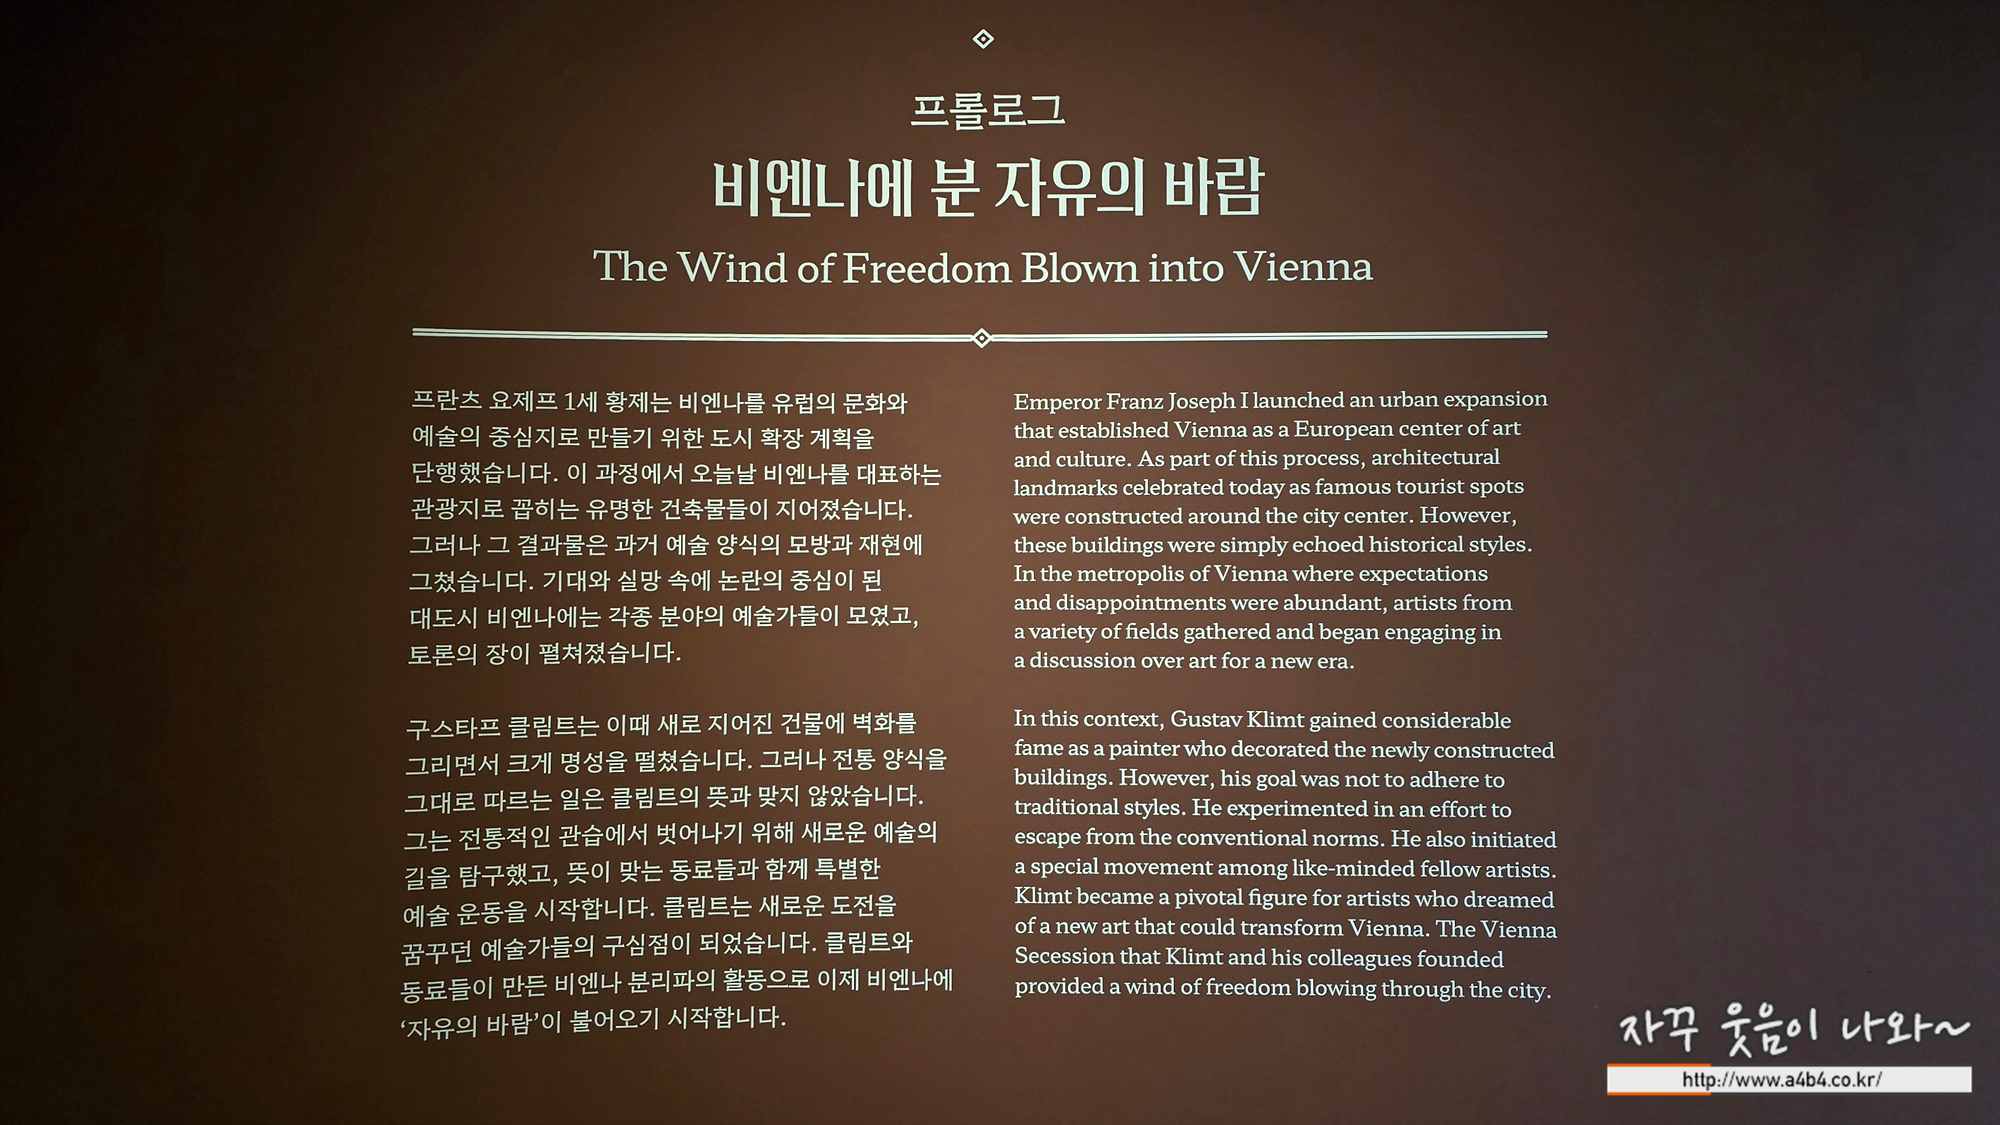 프롤로그
비엔나에 분 자유의 바람
The Wind of Freedom Blown into Vienna
프란츠 요제프 1세 황제는 비엔나를 유럽의 문화와
예술의 중심지로 만들기 위한 도시 확장 계획을
단행했습니다. 이 과정에서 오늘날 비엔나를 대표하는
관광지로 꼽히는 유명한 건축물들이 지어졌습니다.
그러나 그 결과물은 과거 예술 양식의 모방과 재현에
그쳤습니다. 기대와 실망 속에 논란의 중심이 된
대도시 비엔나에는 각종 분야의 예술가들이 모였고,
토론의 장이 펼쳐졌습니다.
구스타프 클림트는 이때 새로 지어진 건물에 벽화를
그리면서 크게 명성을 떨쳤습니다. 그러나 전통 양식을
그대로 따르는 일은 클림트의 뜻과 맞지 않았습니다.
그는 전통적인 관습에서 벗어나기 위해 새로운 예술의
길을 탐구했고, 뜻이 맞는 동료들과 함께 특별한
예술 운동을 시작합니다. 클림트는 새로운 도전을
꿈꾸던 예술가들의 구심점이 되었습니다. 클림트와
동료들이 만든 비엔나 분리파의 활동으로 이제 비엔나에
‘자유의 바람’이 불어오기 시작합니다.
Emperor Franz Joseph I launched an urban expansion
that established Vienna as a European center of art
and culture. As part of this process, architectural
landmarks celebrated today as famous tourist spots
were constructed around the city center. However,
these buildings were simply echoed historical styles.
In the metropolis of Vienna where expectations
and disappointments were abundant, artists from
a variety of fields gathered and began engaging in
a discussion over art for a new era.
In this context, Gustav Klimt gained considerable
fame as a painter who decorated the newly constructed
buildings. However, his goal was not to adhere to
traditional styles. He experimented in an effort to
escape from the conventional norms. He also initiated
a special movement among like-minded fellow artists.
Klimt became a pivotal figure for artists who dreamed
of a new art that could transform Vienna. The Vienna
Secession that Klimt and his colleagues founded
provided a wind of freedom blowing through the city.
자꾸 웃음이 나와~
http://www.a4b4.co.kr/